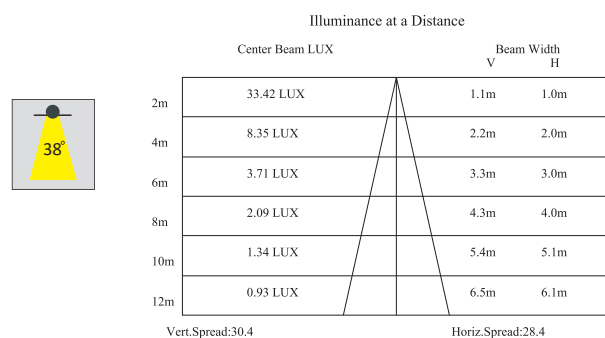 Illuminance at a Distance
Center Beam LUX Beam Width
V H
38°
2m 33.42 LUX 1.1m 1.0m
4m 8.35 LUX 2.2m 2.0m
6m 3.71 LUX 3.3m 3.0m
8m 2.09 LUX 4.3m 4.0m
10m 1.34 LUX 5.4m 5.1m
12m 0.93 LUX 6.5m 6.1m
Vert.Spread:30.4 Horiz.Spread:28.4